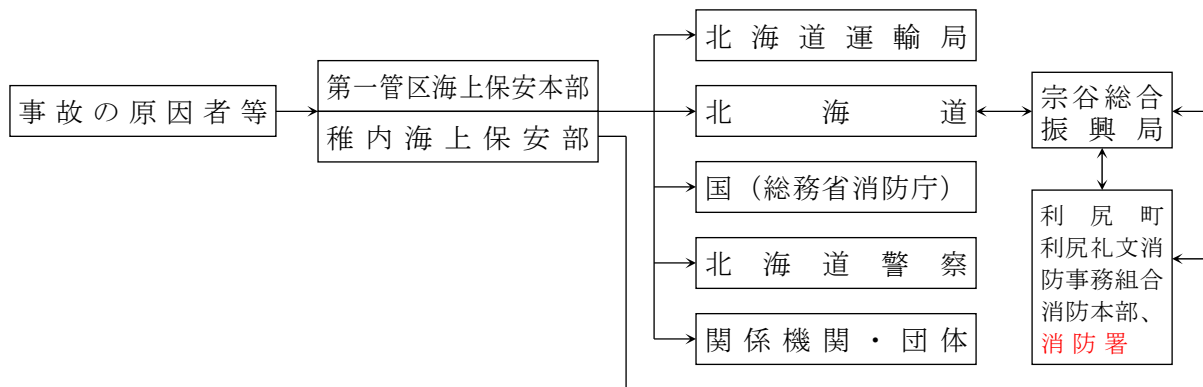 事故の原因者等
第一管区海上保安本部
稚内海上保安部
北海道運輸局
北海道
国（総務省消防庁）
北海道警察
関係機関・団体
宗谷総合
振興局
利尻町
利尻礼文消
防事務組合
消防本部、
消防署